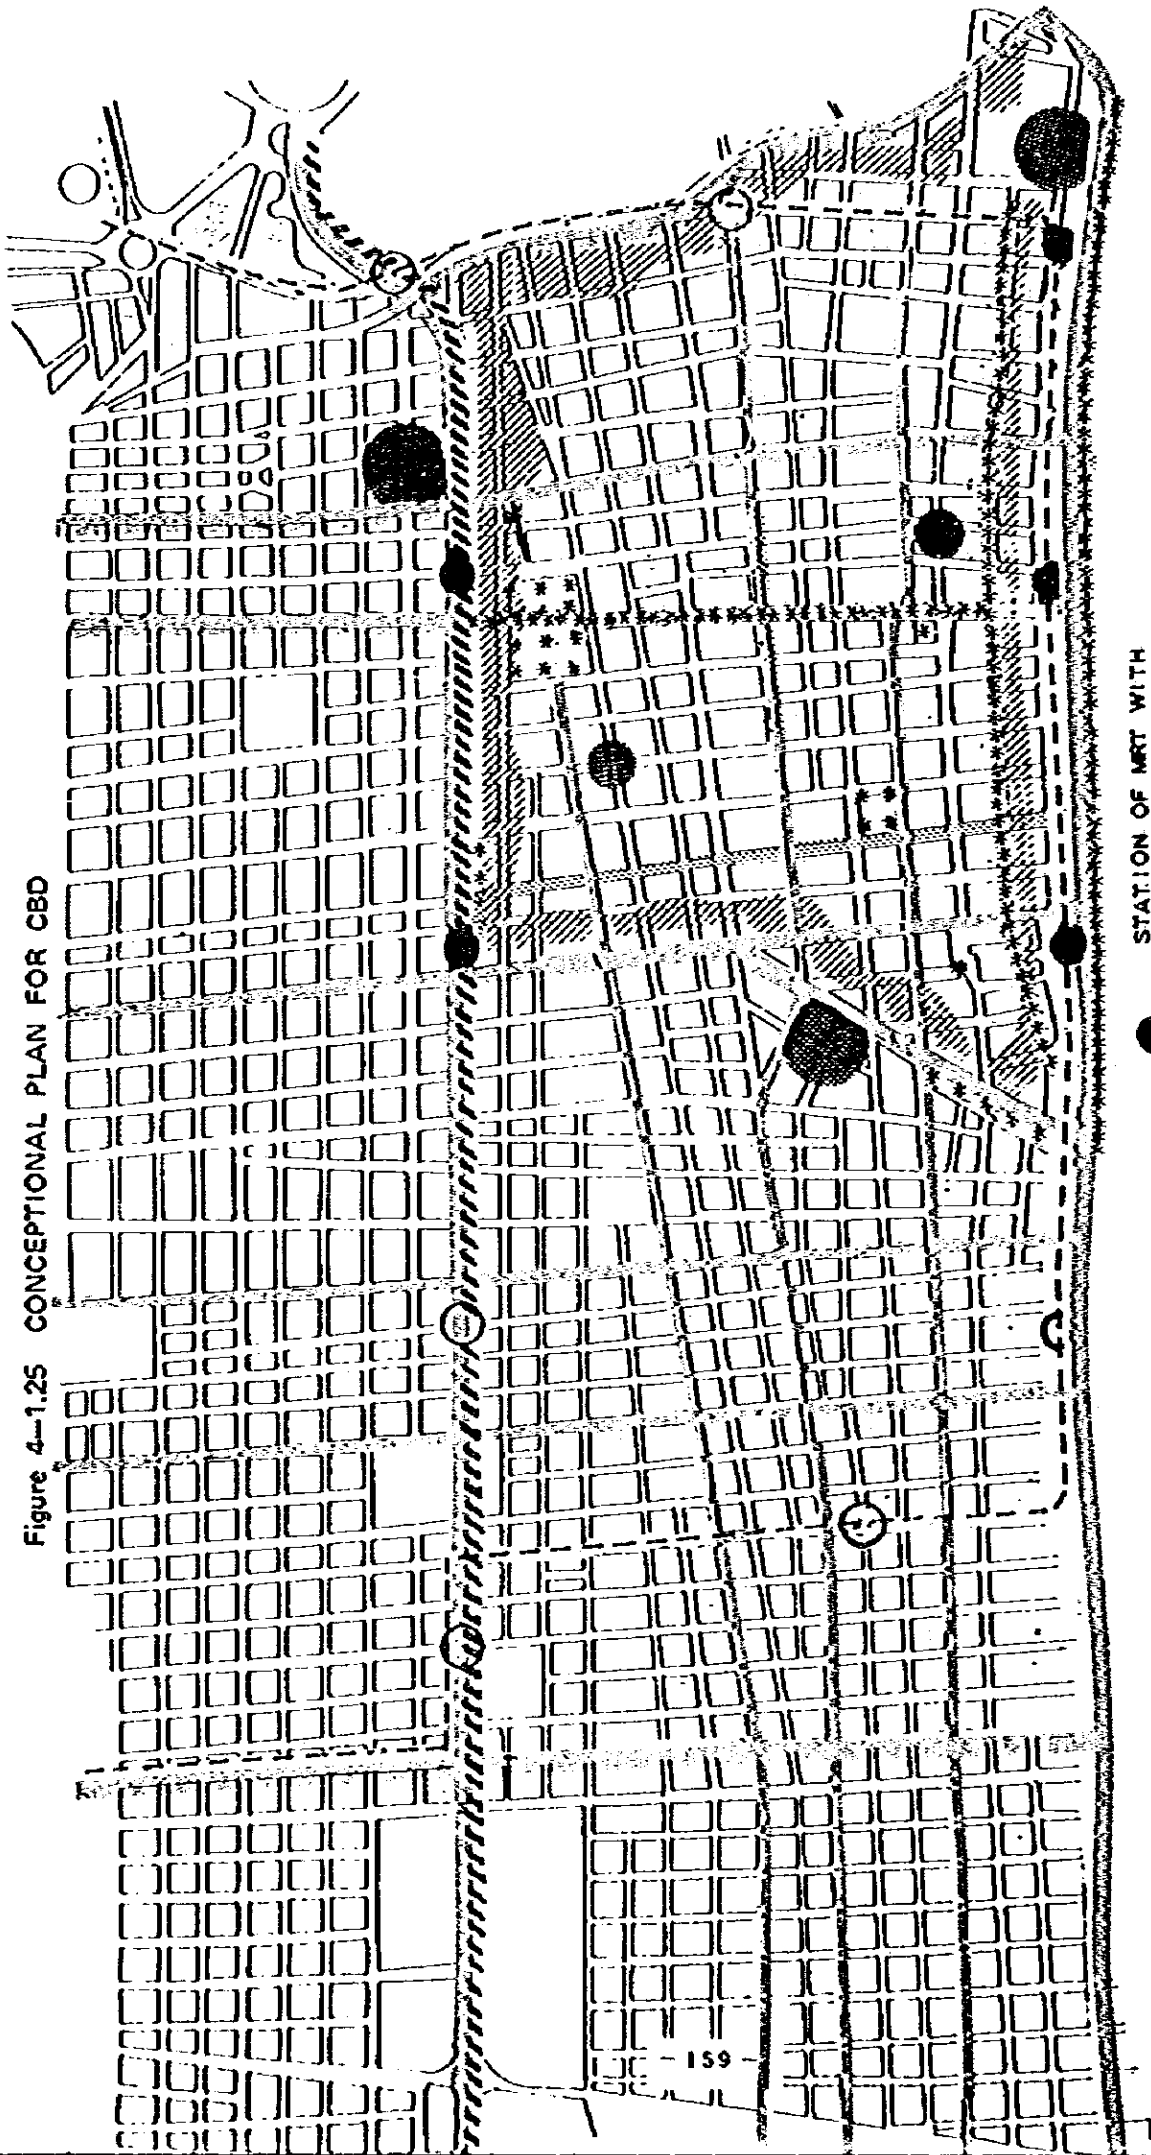 Figure 4-1.25 CONCEPTIONAL PLAN FOR CBD
STATION OF MRT WITH
- 159 -